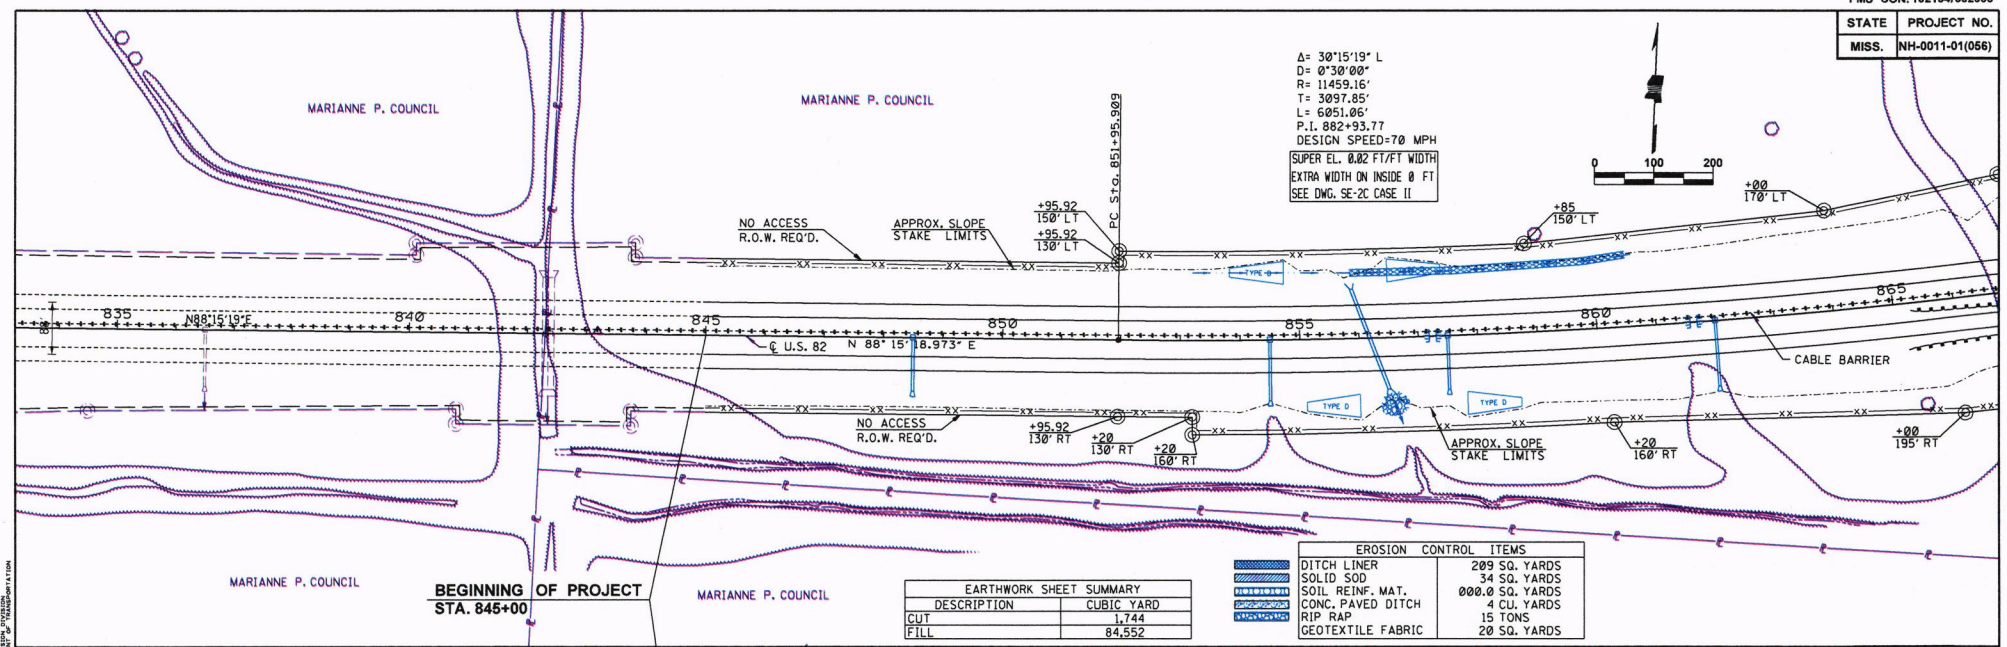 STATE PROJECT NO.
MISS. NH-0011-01(056)
MARIANNE P. COUNCIL
MARIANNE P. COUNCIL
Δ= 30°15'19" L
D= 0°30'00"
R= 11459.16'
T= 3097.85'
L= 6051.06'
P.I. 882+93.77
DESIGN SPEED=70 MPH
SUPER EL. 0.02 FT/FT WIDTH
EXTRA WIDTH ON INSIDE 0 FT
SEE DWG. SE-2C CASE II
0 100 200
PC Sta. 851+95.909
NO ACCESS
R.O.W. REQ'D.
APPROX. SLOPE
STAKE LIMITS
+95.92
150' LT
+95.92
130' LT
+85
150' LT
+00
170' LT
TYPE D
835
N88°15'19"E
840
845
850
855
860
865
℄ U.S. 82
N 88° 15' 18.973" E
CABLE BARRIER
NO ACCESS
R.O.W. REQ'D.
+95.92
130' RT
+20
130' RT
+20
160' RT
TYPE D
TYPE D
APPROX. SLOPE
STAKE LIMITS
+20
160' RT
+00
195' RT
MARIANNE P. COUNCIL
MARIANNE P. COUNCIL
BEGINNING OF PROJECT
STA. 845+00
EARTHWORK SHEET SUMMARY
DESCRIPTION CUBIC YARD
CUT 1,744
FILL 84,552
EROSION CONTROL ITEMS
DITCH LINER 209 SQ. YARDS
SOLID SOD 34 SQ. YARDS
SOIL REINF. MAT. 000.0 SQ. YARDS
CONC. PAVED DITCH 4 CU. YARDS
RIP RAP 15 TONS
GEOTEXTILE FABRIC 20 SQ. YARDS